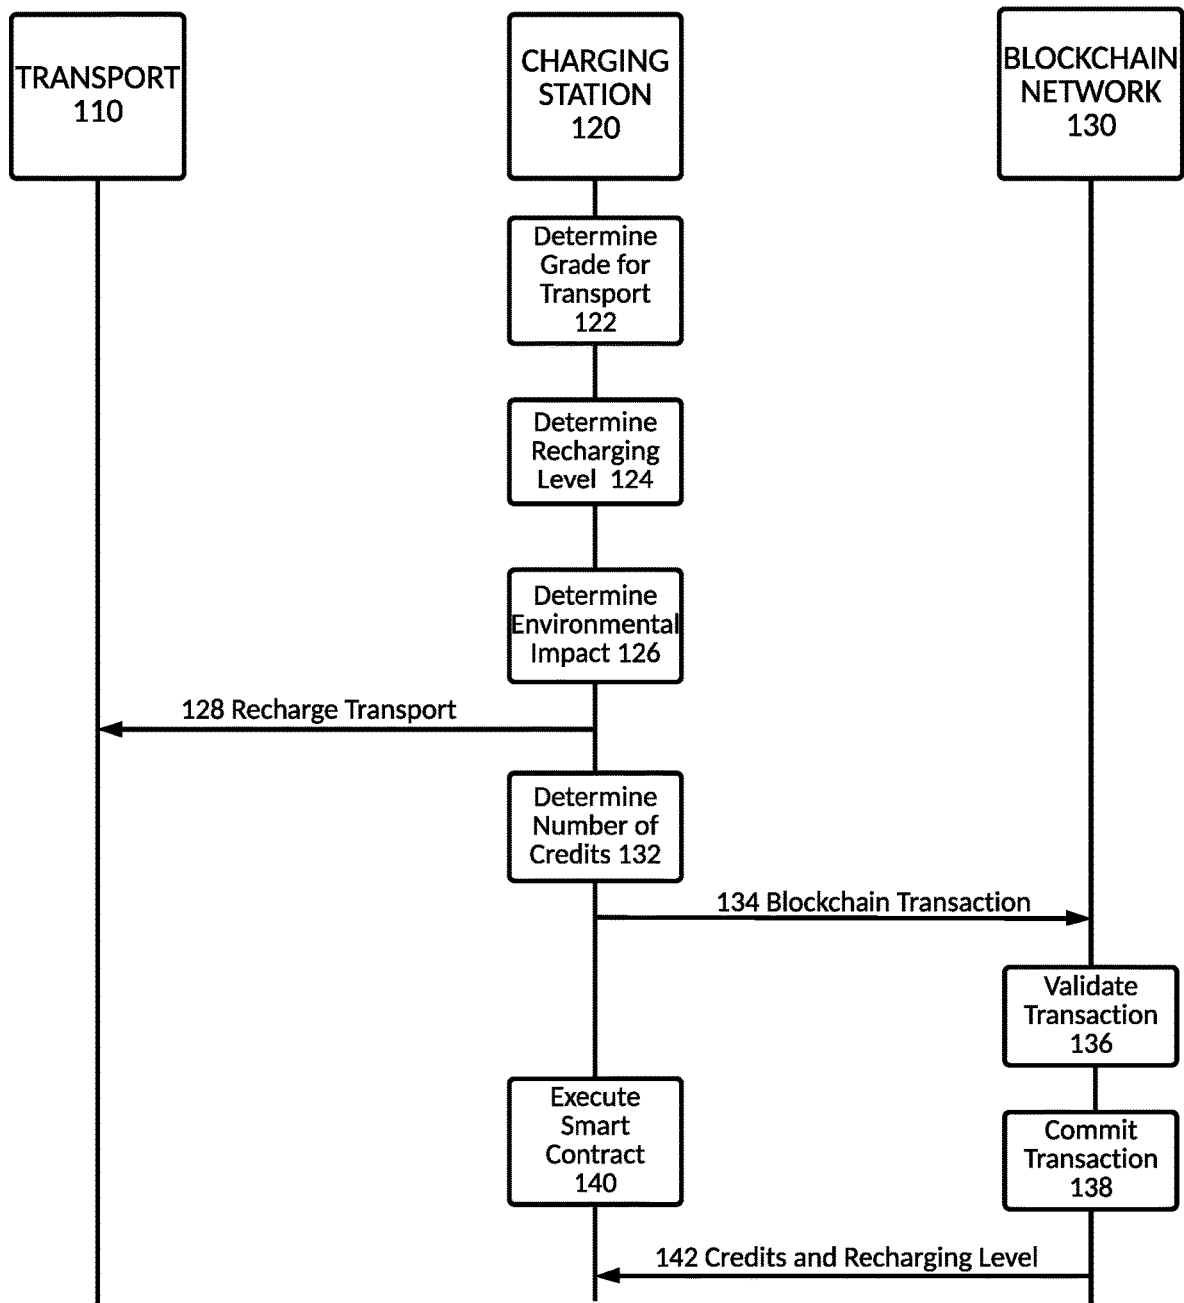 TRANSPORT
110
CHARGING
STATION
120
BLOCKCHAIN
NETWORK
130
Determine
Grade for
Transport
122
Determine
Recharging
Level 124
Determine
Environmental
Impact 126
128 Recharge Transport
Determine
Number of
Credits 132
134 Blockchain Transaction
Validate
Transaction
136
Execute
Smart
Contract
140
Commit
Transaction
138
142 Credits and Recharging Level